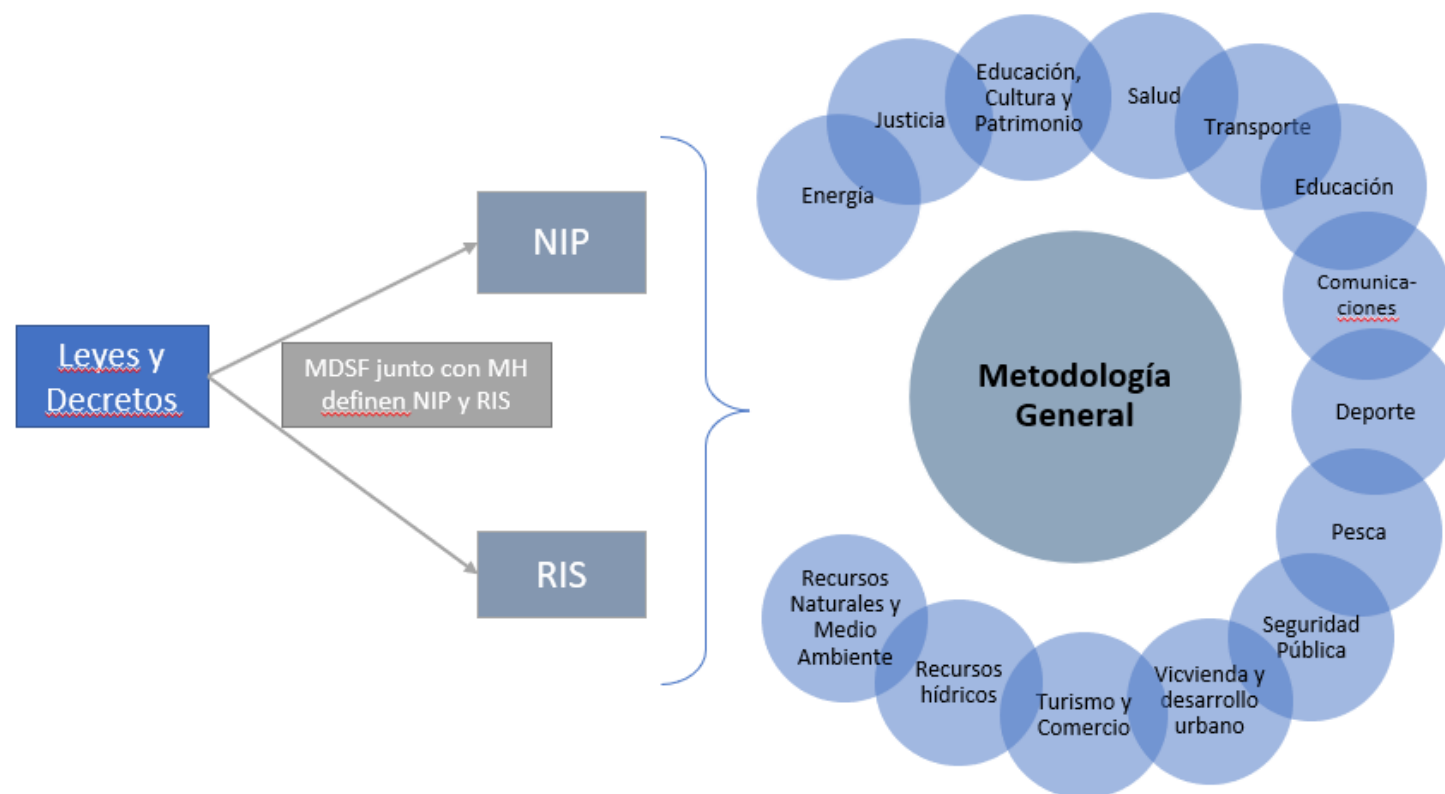 Leyes y
Decretos
NIP
MDSF junto con MH
definen NIP y RIS
RIS
Energía
Justicia
Educación,
Cultura y
Patrimonio
Salud
Transporte
Educación
Comunica-
ciones
Deporte
Pesca
Seguridad
Pública
Vicvienda y
desarrollo
urbano
Turismo y
Comercio
Recursos
hídricos
Recursos
Naturales y
Medio
Ambiente
Metodología
General